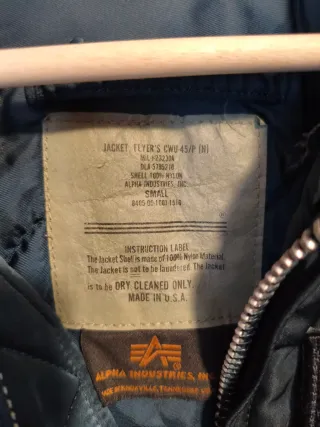 JACKET, FLYER'S CWU-45/P (N)
SHELL 100% NYLON
ALPHA INDUSTRIES, INC.
SMALL
INSTRUCTION LABEL
The Jacket Shell is made of 100% Nylon Material.
The Jacket is not to be laundered. The Jacket
is to be DRY CLEANED ONLY.
MADE IN U.S.A.
ALPHA INDUSTRIES, IN